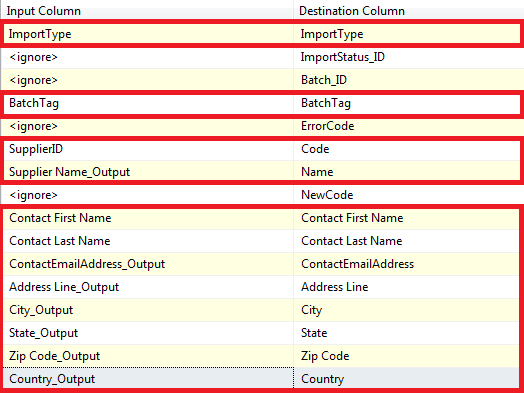 Input Column Destination Column
ImportType ImportType
<ignore> ImportStatus_ID
<ignore> Batch_ID
BatchTag BatchTag
<ignore> ErrorCode
SupplierID Code
Supplier Name_Output Name
<ignore> NewCode
Contact First Name Contact First Name
Contact Last Name Contact Last Name
ContactEmailAddress_Output ContactEmailAddress
Address Line_Output Address Line
City_Output City
State_Output State
Zip Code_Output Zip Code
Country_Output Country